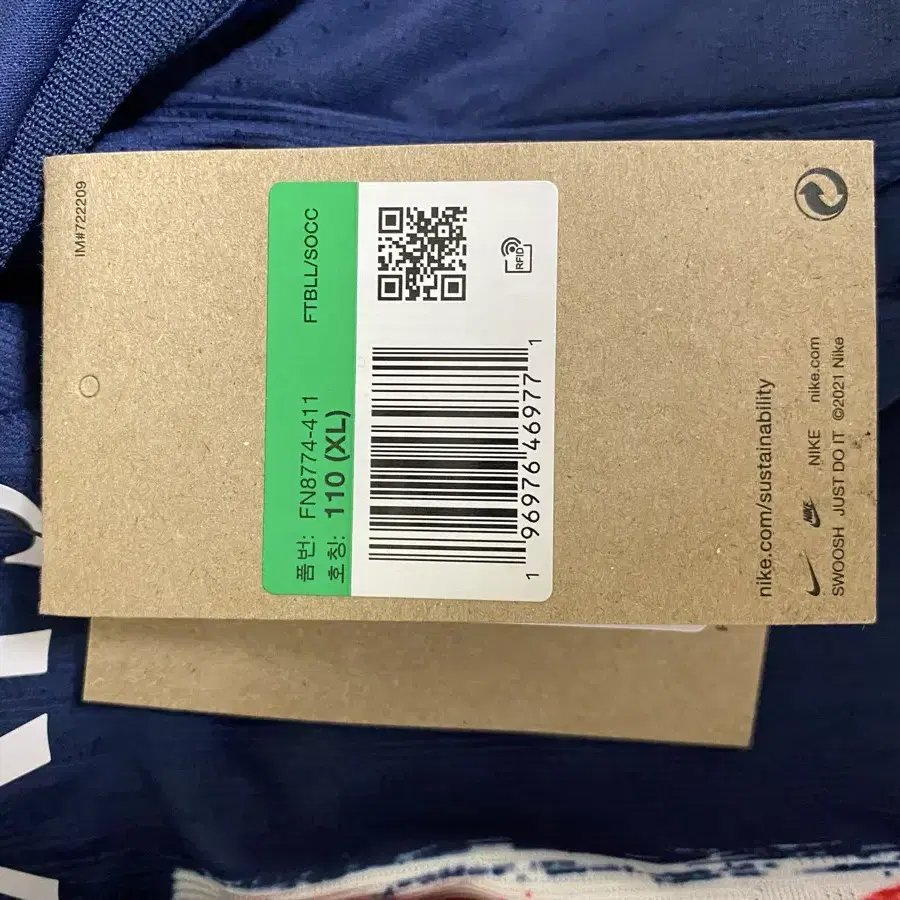 IM#722209
FTBLL/SOCC
품번: FN8774-411
호칭: 110 (XL)
RFID
1 96976 46977 1
nike.com/sustainability
NIKE
NIKE nike.com
SWOOSH JUST DO IT ©2021 Nike